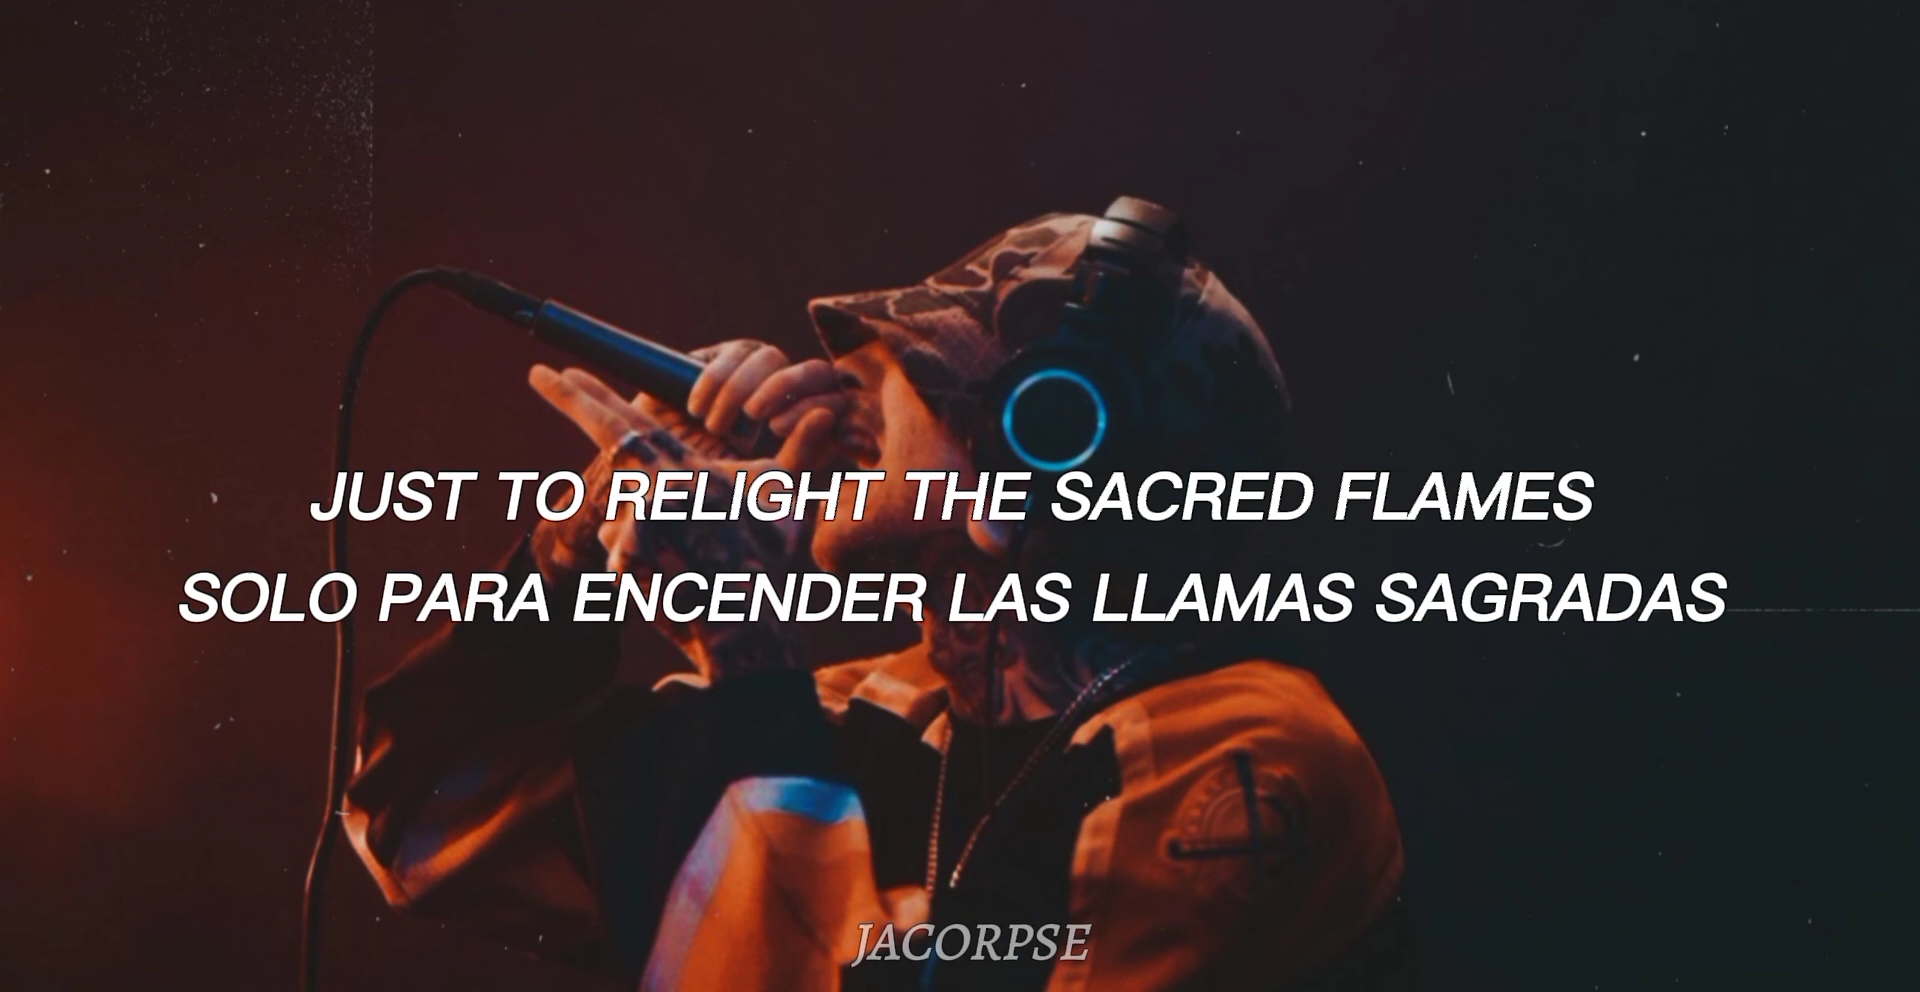 JUST TO RELIGHT THE SACRED FLAMES
SOLO PARA ENCENDER LAS LLAMAS SAGRADAS
JACORPSE